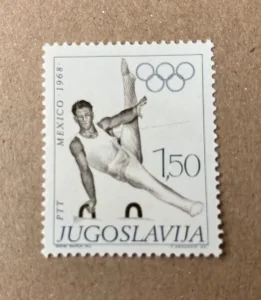 MEXICO · 1968 ·
PTT
1,50
JUGOSLAVIJA